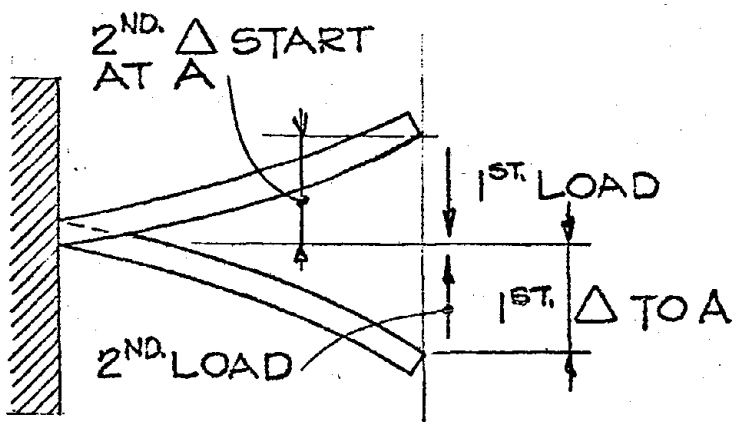 2ND. Δ START
AT A
1ST. LOAD
1ST. Δ TO A
2ND. LOAD